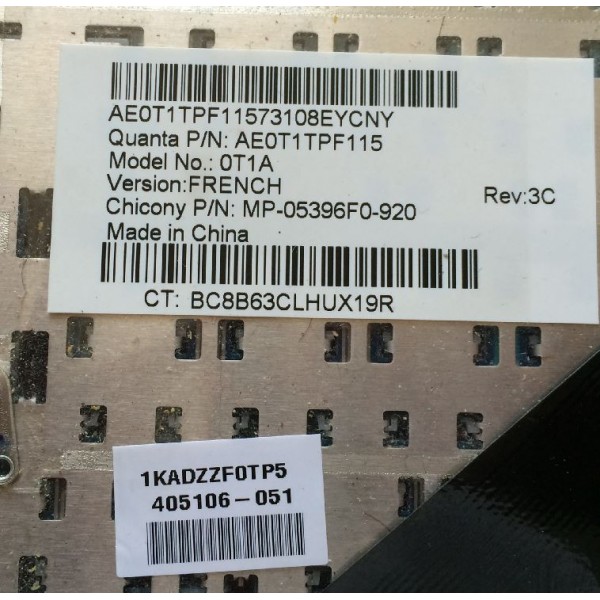 AE0T1TPF11573108EYCNY
Quanta P/N: AE0T1TPF115
Model No.: 0T1A
Version:FRENCH
Rev:3C
Chicony P/N: MP-05396F0-920
Made in China
CT: BC8B63CLHUX19R
1KADZZF0TP5
405106-051